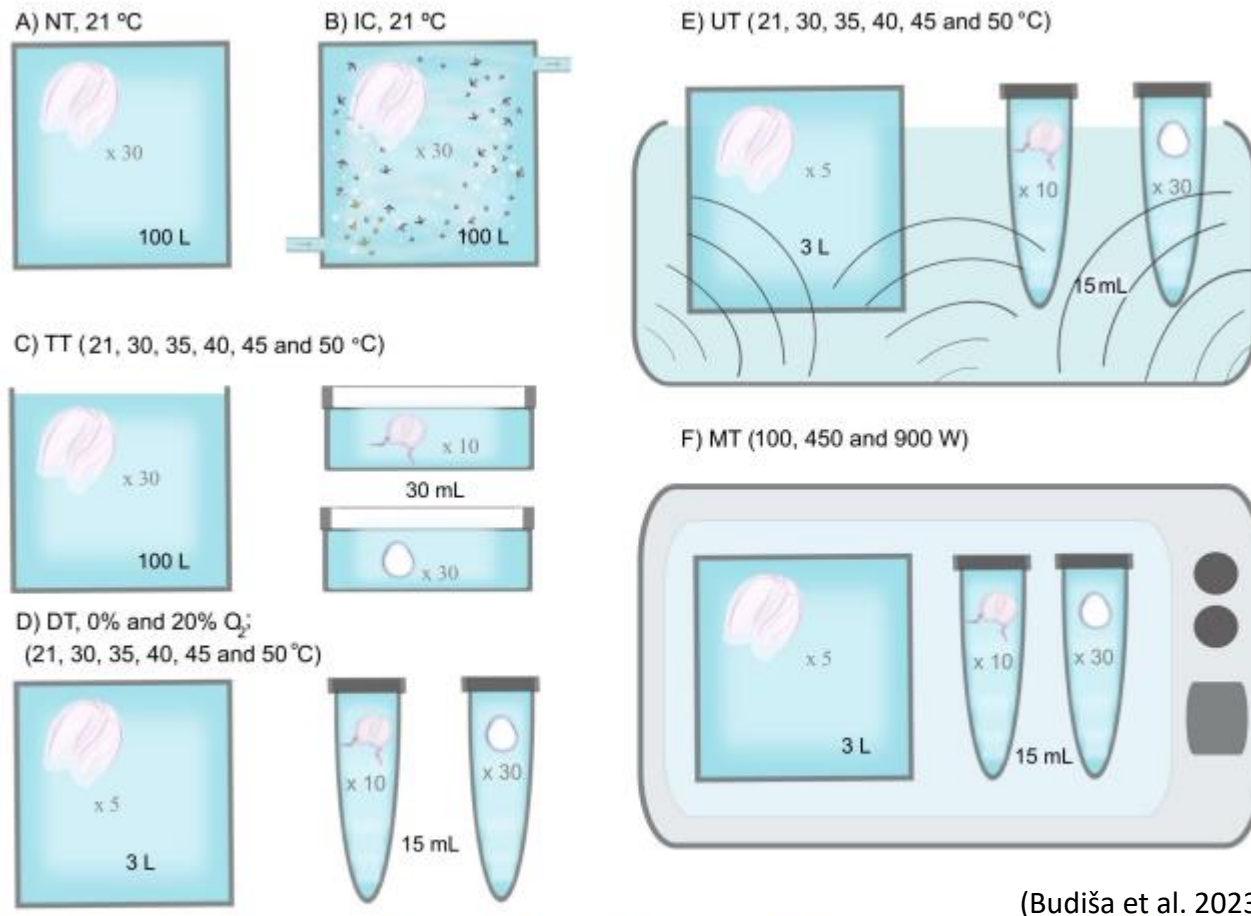 A) NT, 21 ºC
x 30
100 L
B) IC, 21 ºC
x 30
100 L
C) TT (21, 30, 35, 40, 45 and 50 °C)
x 30
100 L
x 10
30 mL
x 30
D) DT, 0% and 20% O₂;
(21, 30, 35, 40, 45 and 50°C)
x 5
3 L
x 10
x 30
15 mL
E) UT (21, 30, 35, 40, 45 and 50 °C)
x 5
3 L
x 10
x 30
15 mL
F) MT (100, 450 and 900 W)
x 5
3 L
x 10
x 30
15 mL
(Budiša et al. 2023